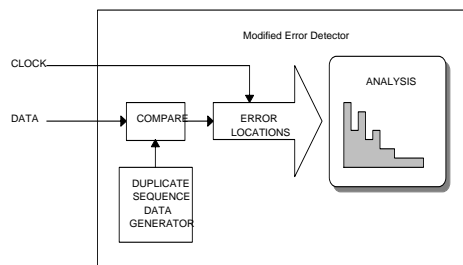 Modified Error Detector
CLOCK
ANALYSIS
DATA
COMPARE
ERROR
LOCATIONS
DUPLICATE
SEQUENCE
DATA
GENERATOR